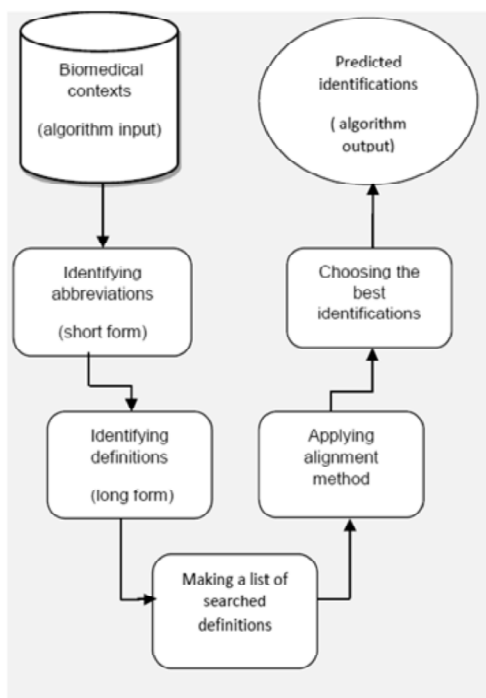 Biomedical
contexts
(algorithm input)
Identifying
abbreviations
(short form)
Identifying
definitions
(long form)
Making a list of
searched
definitions
Applying
alignment
method
Choosing the
best
identifications
Predicted
identifications
( algorithm
output)